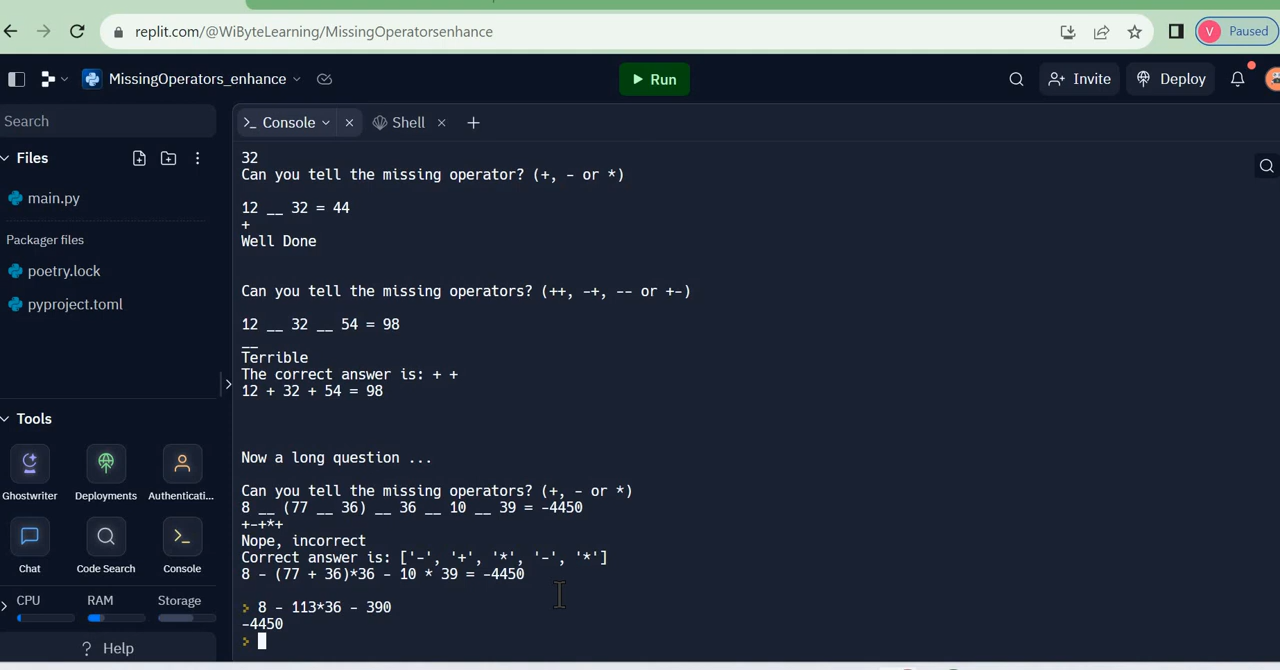 replit.com/@WiByteLearning/MissingOperatorsenhance
V Paused
MissingOperators_enhance
Run
Invite
Deploy
Search
>_ Console
Shell
Files
main.py
Packager files
poetry.lock
pyproject.toml
Tools
Ghostwriter
Deployments
Authenticati...
Chat
Code Search
Console
CPU
RAM
Storage
? Help
32
Can you tell the missing operator? (+, - or *)
12 __ 32 = 44
+
Well Done
Can you tell the missing operators? (++, -+, -- or +-)
12 __ 32 __ 54 = 98
__
Terrible
The correct answer is: + +
12 + 32 + 54 = 98
Now a long question ...
Can you tell the missing operators? (+, - or *)
8 __ (77 __ 36) __ 36 __ 10 __ 39 = -4450
+-+*+
Nope, incorrect
Correct answer is: ['-', '+', '*', '-', '*']
8 - (77 + 36)*36 - 10 * 39 = -4450
> 8 - 113*36 - 390
-4450
>